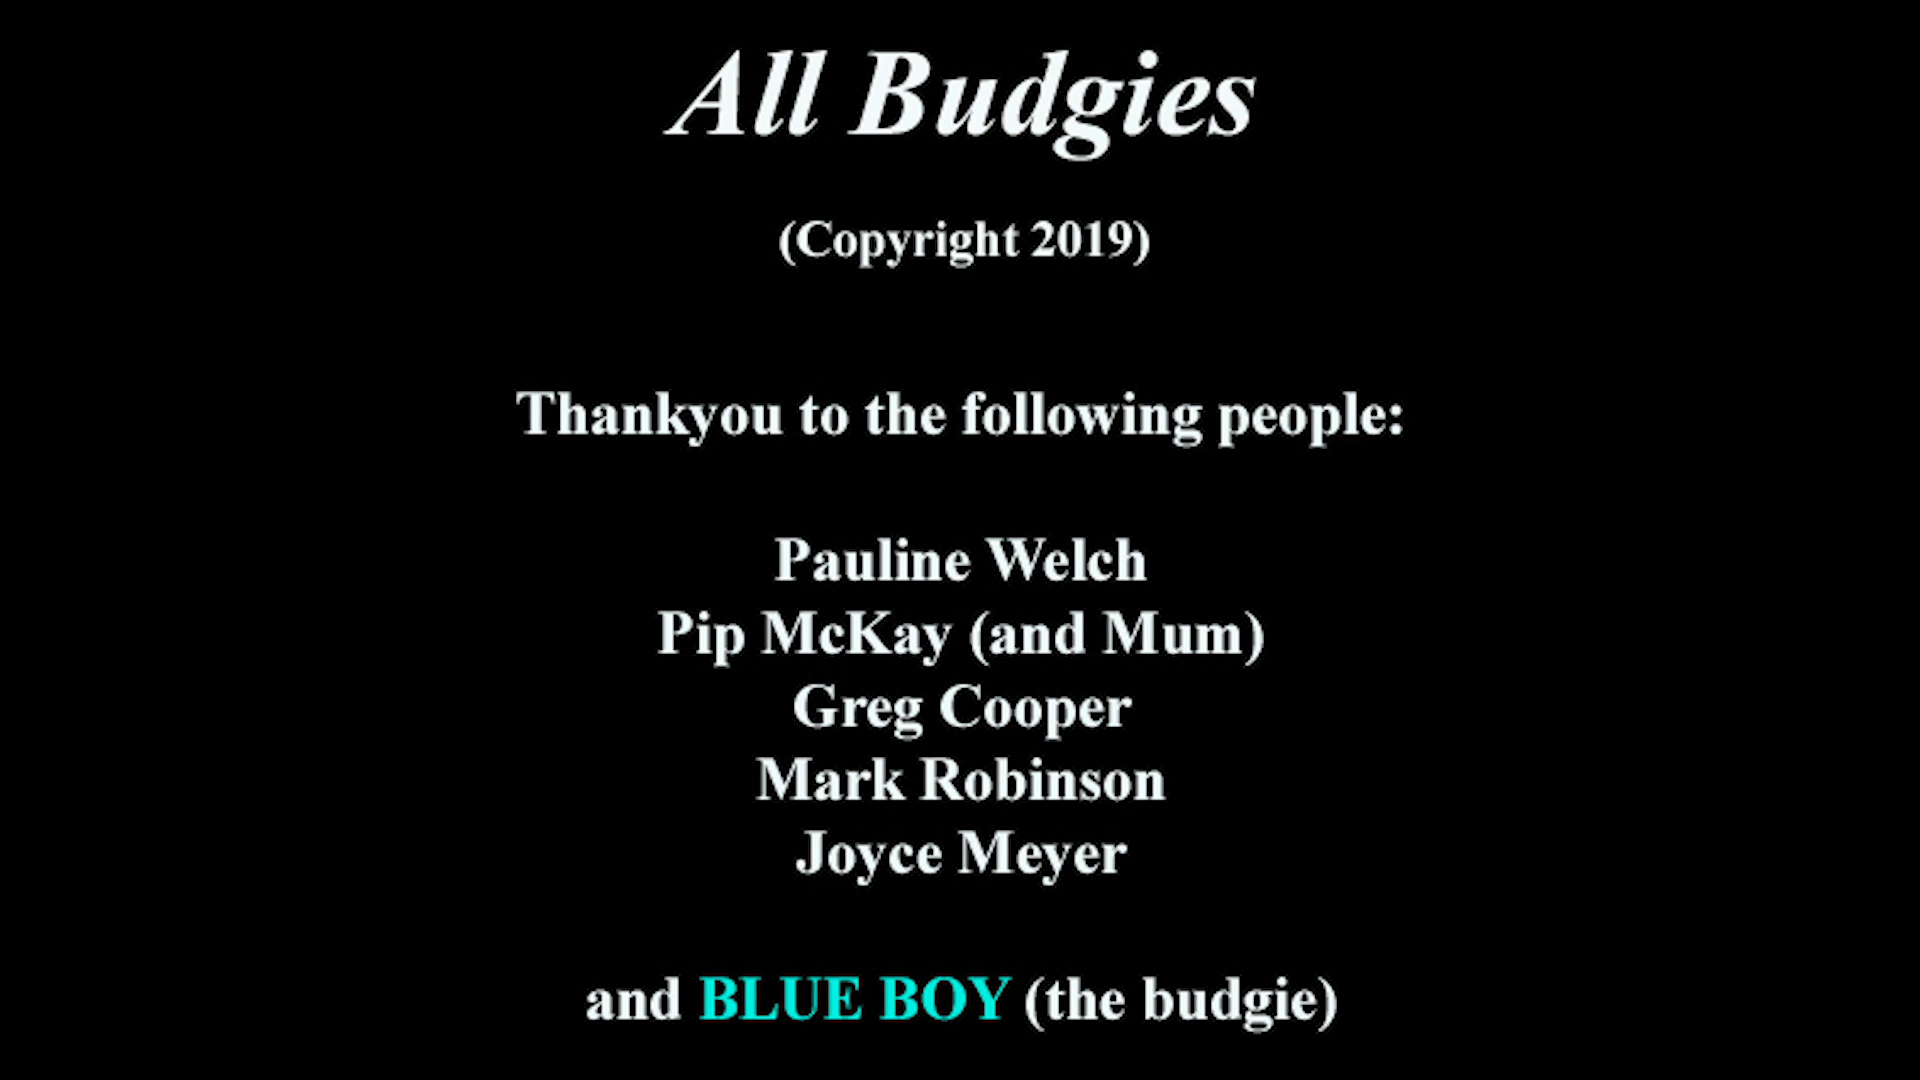 All Budgies
(Copyright 2019)
Thankyou to the following people:
Pauline Welch
Pip McKay (and Mum)
Greg Cooper
Mark Robinson
Joyce Meyer
and BLUE BOY (the budgie)